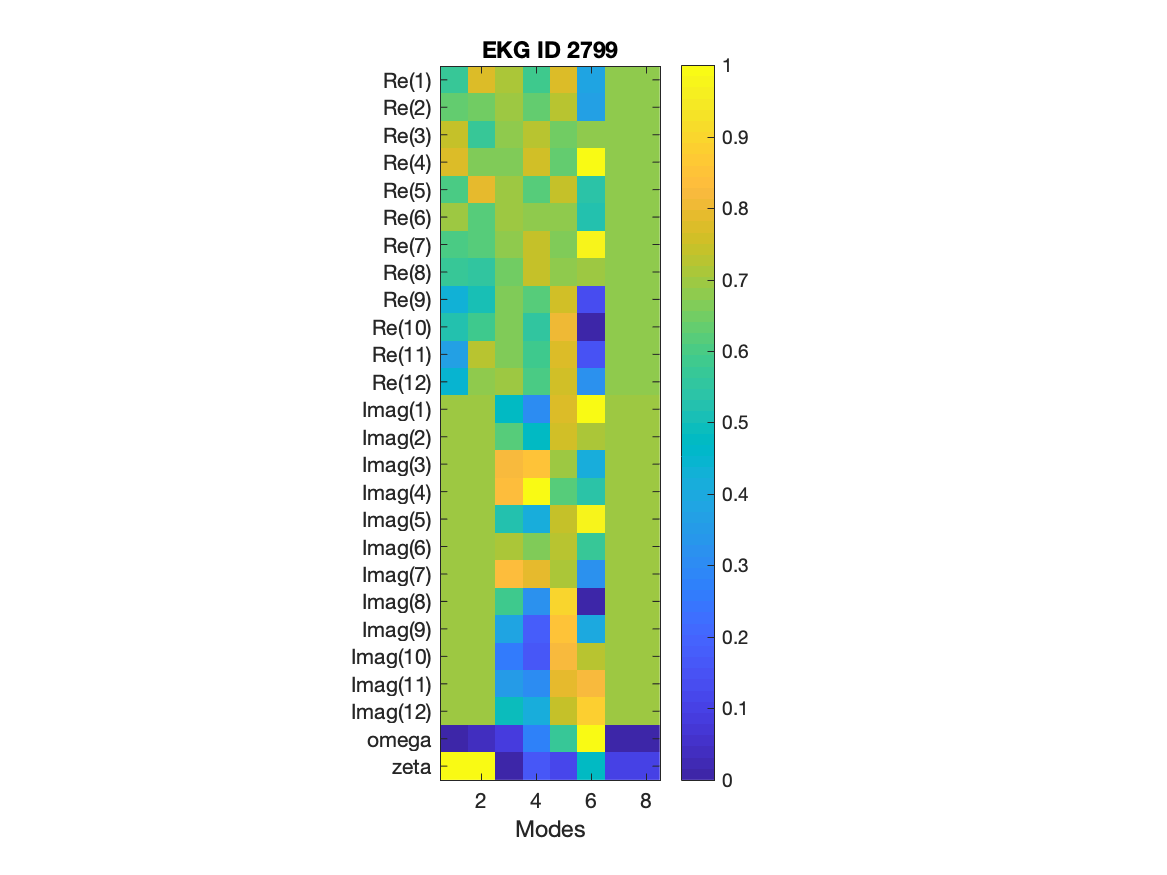 EKG ID 2799
Re(1)
Re(2)
Re(3)
Re(4)
Re(5)
Re(6)
Re(7)
Re(8)
Re(9)
Re(10)
Re(11)
Re(12)
Imag(1)
Imag(2)
Imag(3)
Imag(4)
Imag(5)
Imag(6)
Imag(7)
Imag(8)
Imag(9)
Imag(10)
Imag(11)
Imag(12)
omega
zeta
2 4 6 8
Modes
1
0.9
0.8
0.7
0.6
0.5
0.4
0.3
0.2
0.1
0